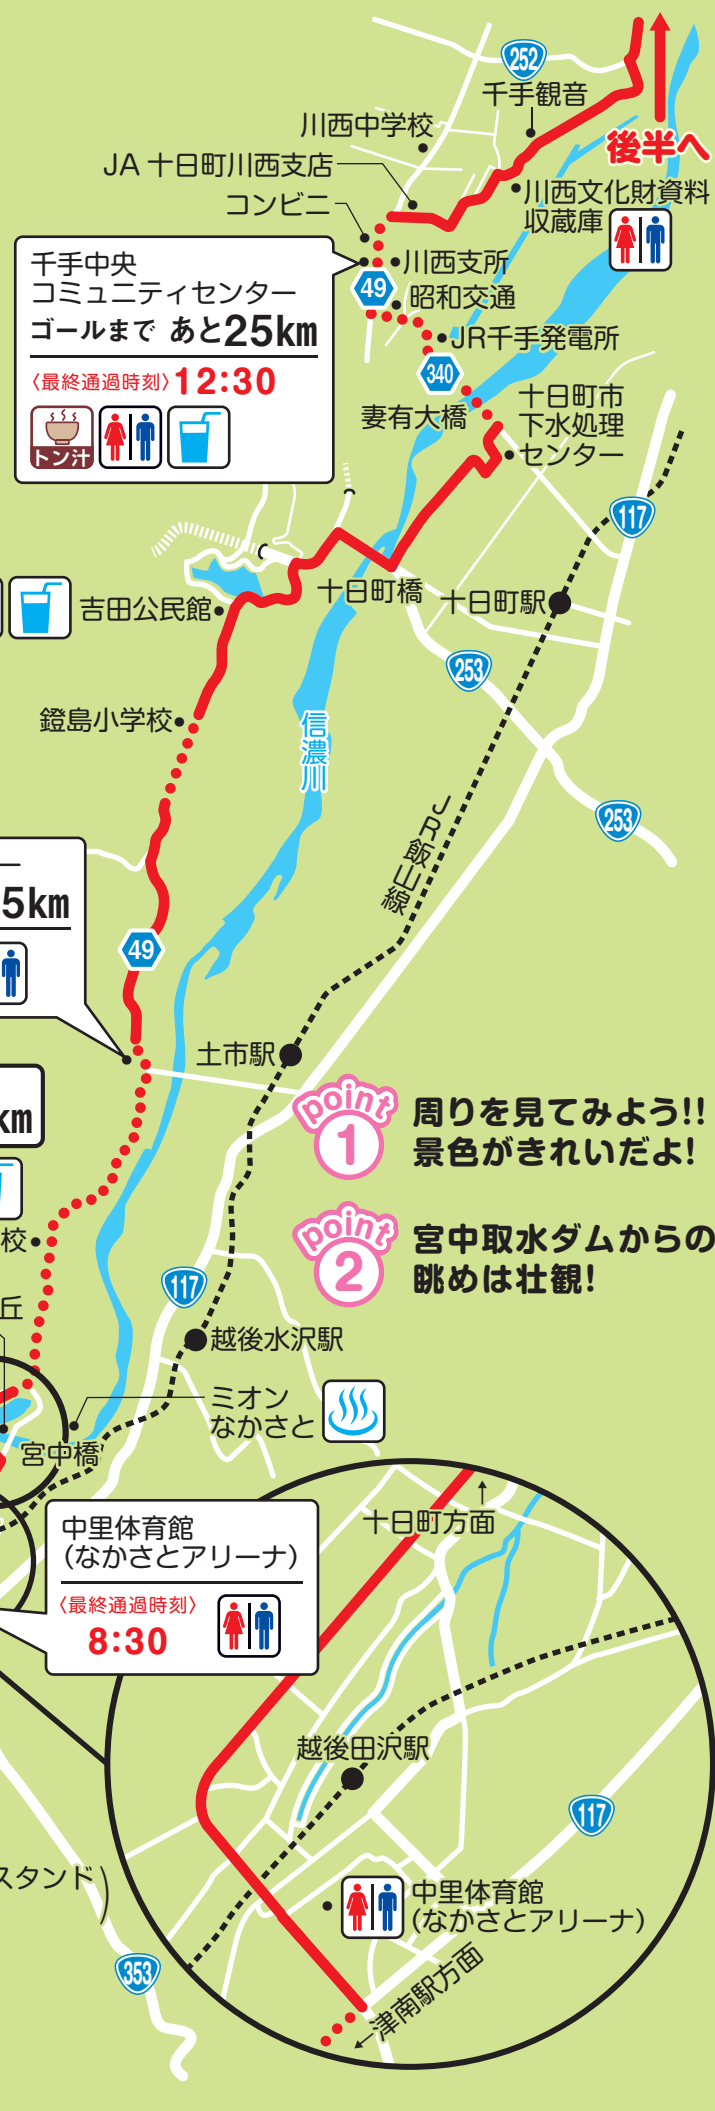 252
千手観音
川西中学校
後半へ
JA 十日町川西支店
コンビニ
川西文化財資料
収蔵庫
千手中央
コミュニティセンター
ゴールまで あと25km
〈最終通過時刻〉12:30
トン汁
川西支所
49
昭和交通
JR千手発電所
340
妻有大橋
十日町市
下水処理
センター
117
十日町橋
十日町駅
吉田公民館
253
鐙島小学校
信濃川
253
JR飯山線
ー
5km
49
土市駅
km
point
1
周りを見てみよう!!
景色がきれいだよ!
point
2
宮中取水ダムからの
眺めは壮観!
校
丘
117
越後水沢駅
ミオン
なかさと
宮中橋
中里体育館
(なかさとアリーナ)
〈最終通過時刻〉
8:30
十日町方面
越後田沢駅
117
スタンド)
中里体育館
(なかさとアリーナ)
353
津南駅方面